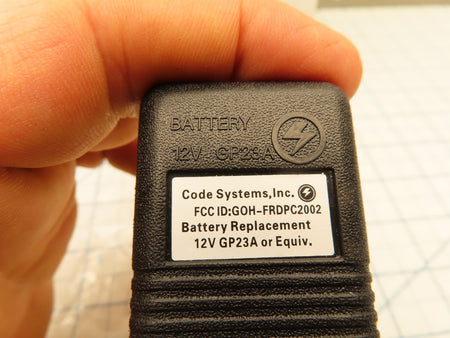 BATTERY
12V GP23A
Code Systems,Inc.
FCC ID:GOH-FRDPC2002
Battery Replacement
12V GP23A or Equiv.